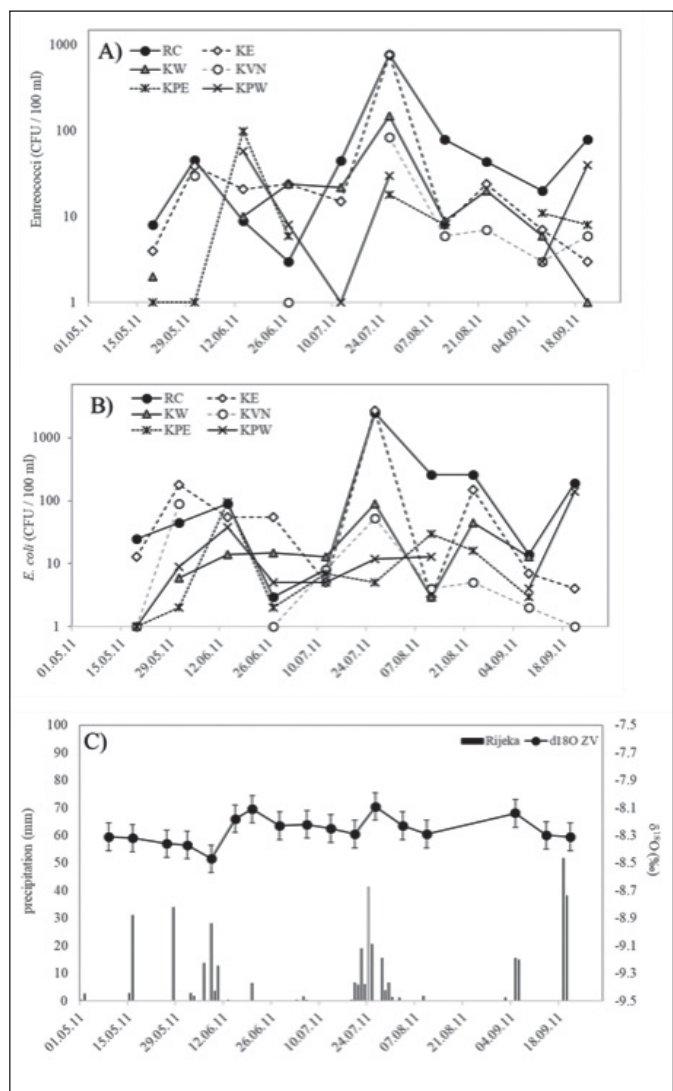 A)
RC KE
KW KVN
KPE KPW
Entreococci (CFU / 100 ml)
1000
100
10
1
01.05.11 15.05.11 29.05.11 12.06.11 26.06.11 10.07.11 24.07.11 07.08.11 21.08.11 04.09.11 18.09.11
B)
RC KE
KW KVN
KPE KPW
E. coli (CFU / 100 ml)
1000
100
10
1
01.05.11 15.05.11 29.05.11 12.06.11 26.06.11 10.07.11 24.07.11 07.08.11 21.08.11 04.09.11 18.09.11
C)
Rijeka d18O ZV
precipitation (mm)
100
90
80
70
60
50
40
30
20
10
0
-7.5
-7.7
-7.9
-8.1
-8.3
-8.5
-8.7
-8.9
-9.1
-9.3
-9.5
δ18O (‰)
01.05.11 15.05.11 29.05.11 12.06.11 26.06.11 10.07.11 24.07.11 07.08.11 21.08.11 04.09.11 18.09.11